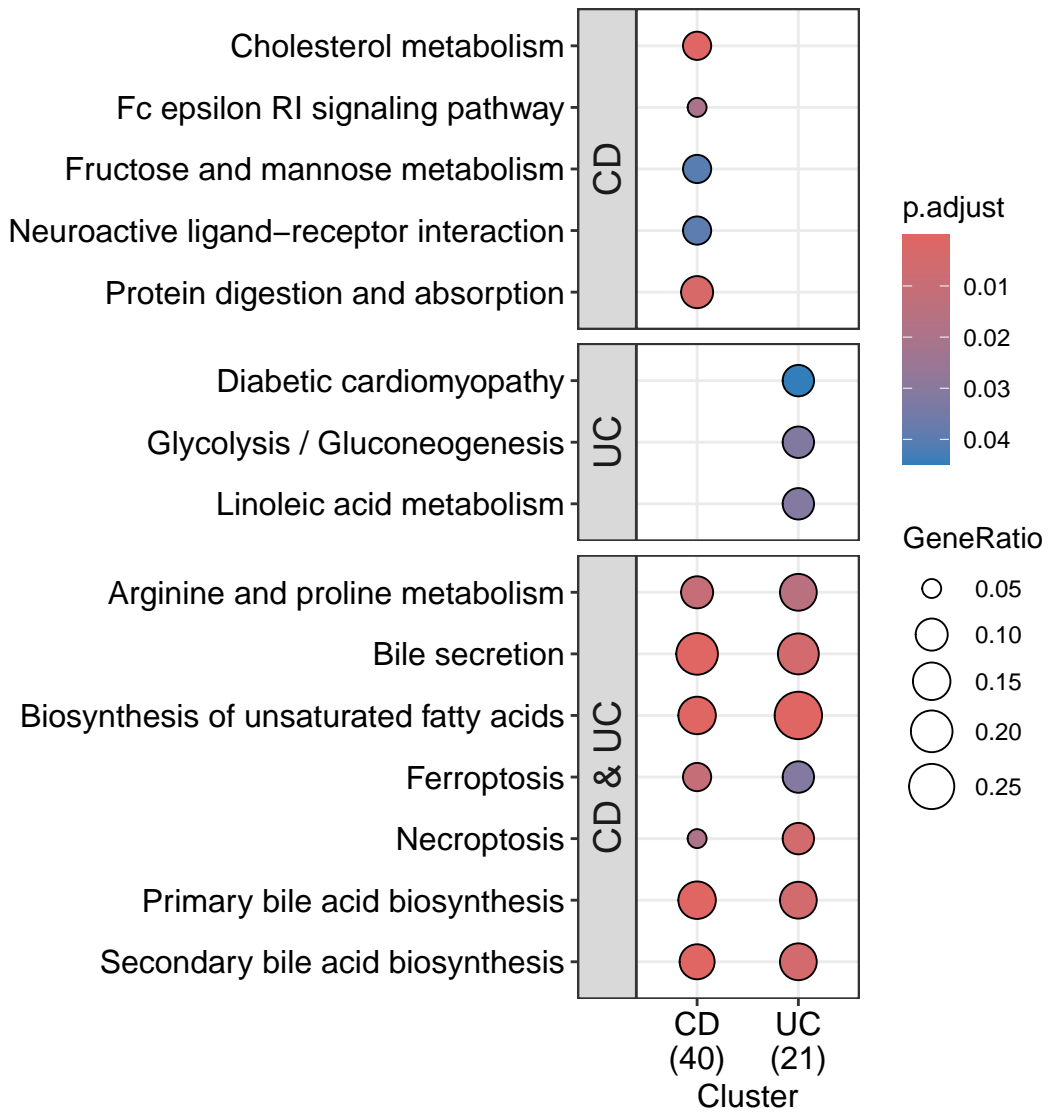 Cholesterol metabolism
Fc epsilon RI signaling pathway
Fructose and mannose metabolism
Neuroactive ligand−receptor interaction
Protein digestion and absorption
CD
Diabetic cardiomyopathy
Glycolysis / Gluconeogenesis
Linoleic acid metabolism
UC
Arginine and proline metabolism
Bile secretion
Biosynthesis of unsaturated fatty acids
Ferroptosis
Necroptosis
Primary bile acid biosynthesis
Secondary bile acid biosynthesis
CD & UC
CD
(40)
UC
(21)
Cluster
p.adjust
0.01
0.02
0.03
0.04
GeneRatio
0.05
0.10
0.15
0.20
0.25